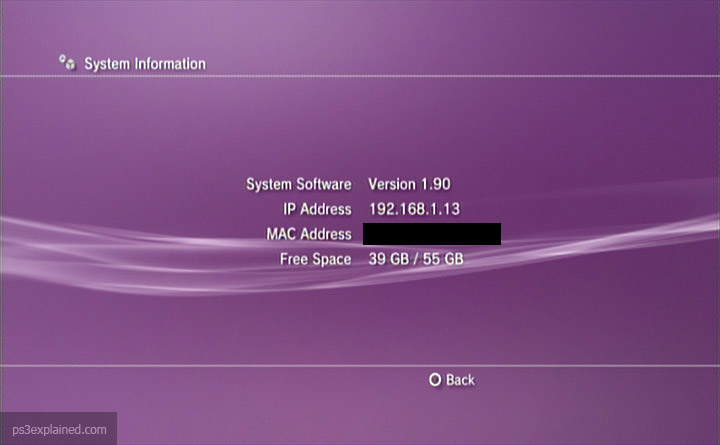 System Information
System Software Version 1.90
IP Address 192.168.1.13
MAC Address
Free Space 39 GB / 55 GB
Back
ps3explained.com